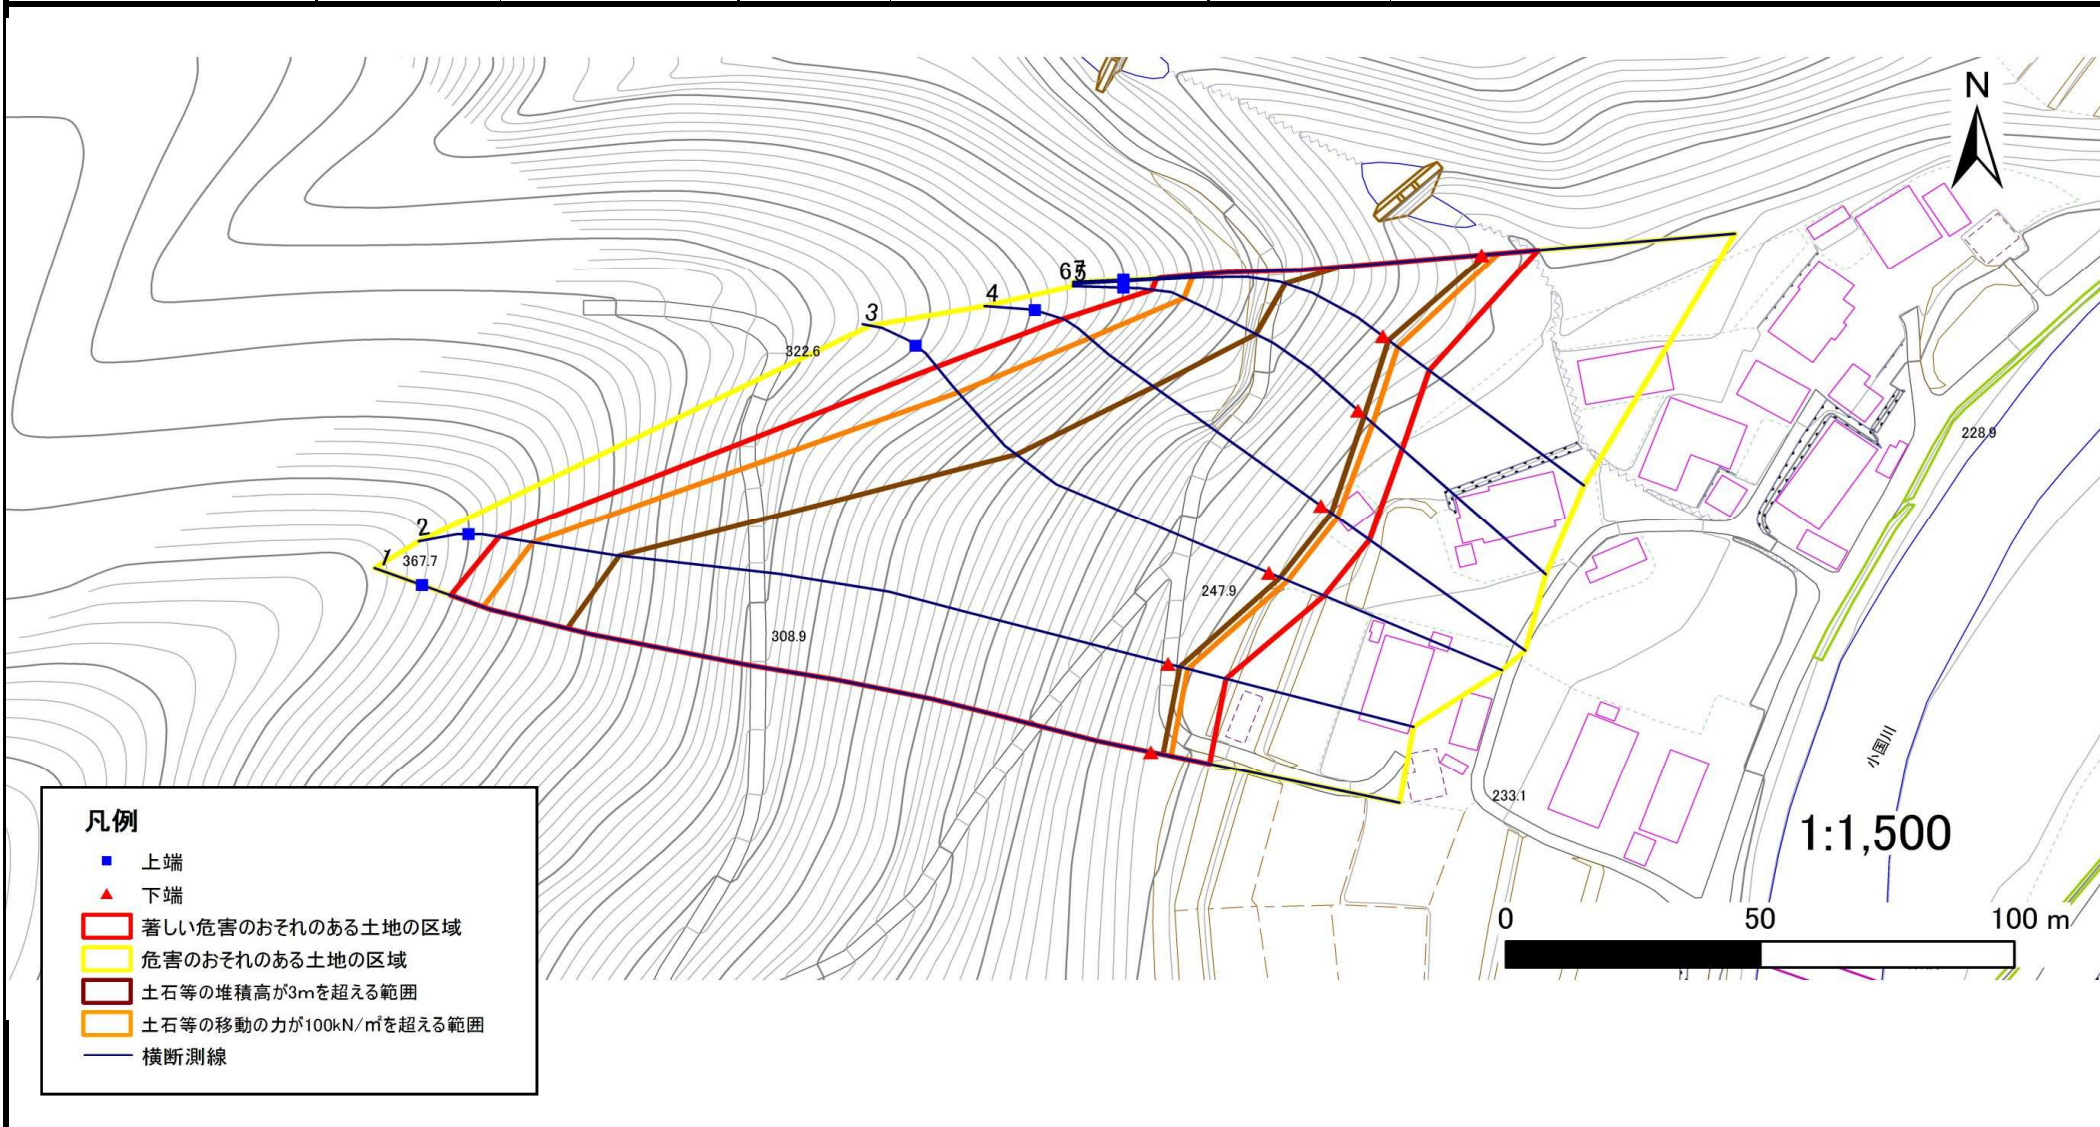 N
675
4
3
322.6
2
1
367.7
228.9
247.9
308.9
小国川
233.1
1:1,500
0 50 100 m
凡例
上端
下端
著しい危害のおそれのある土地の区域
危害のおそれのある土地の区域
土石等の堆積高が3mを超える範囲
土石等の移動の力が100kN/㎡を超える範囲
横断測線